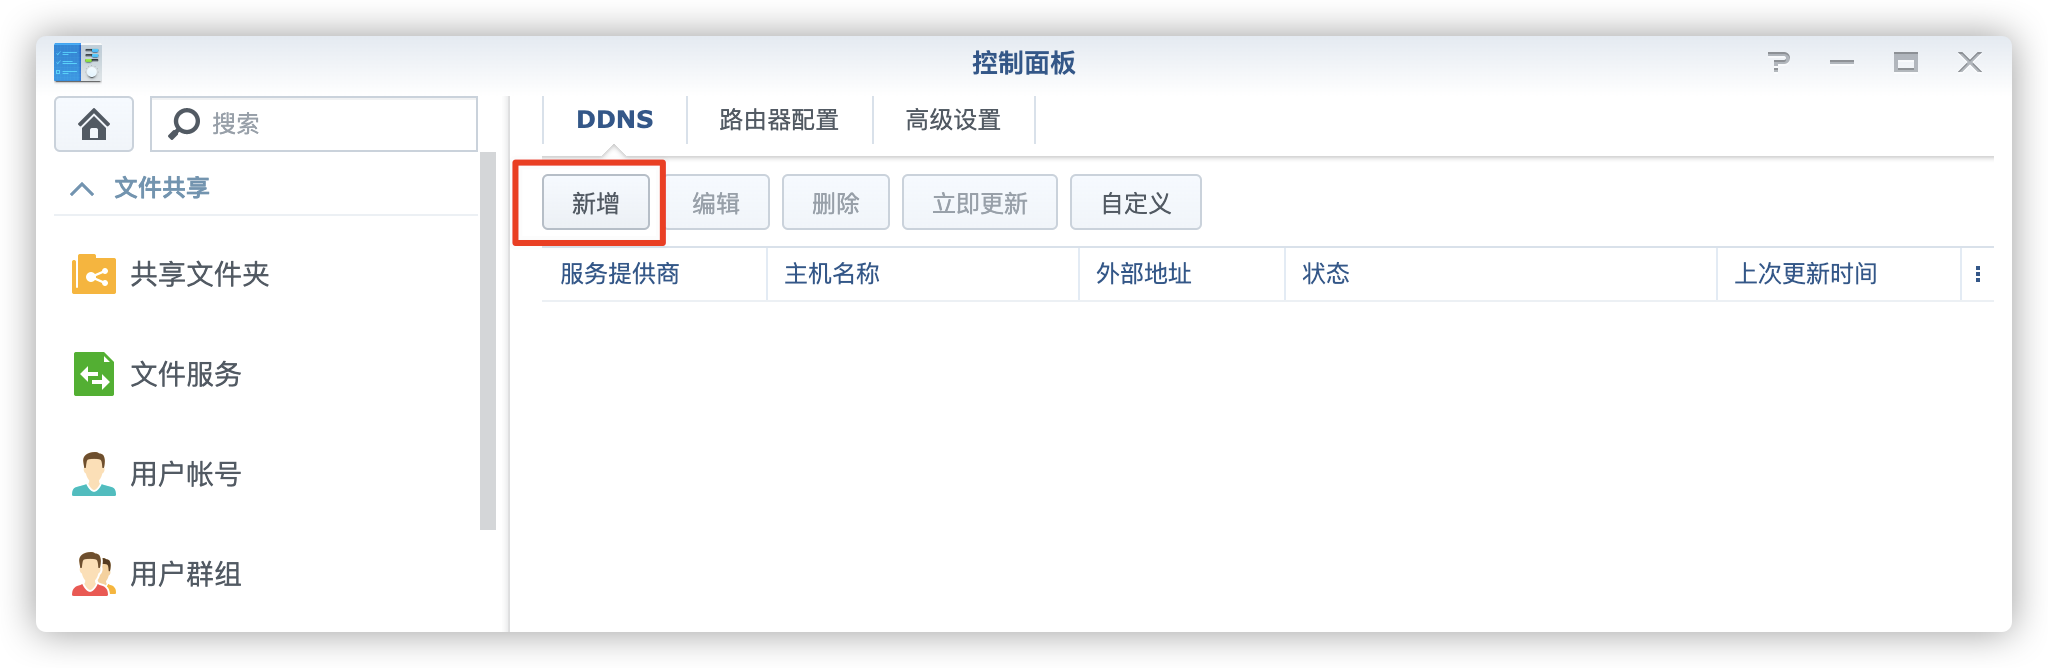 控制面板
搜索
文件共享
共享文件夹
文件服务
用户帐号
用户群组
DDNS 路由器配置 高级设置
新增 编辑 删除 立即更新 自定义
服务提供商 主机名称 外部地址 状态 上次更新时间